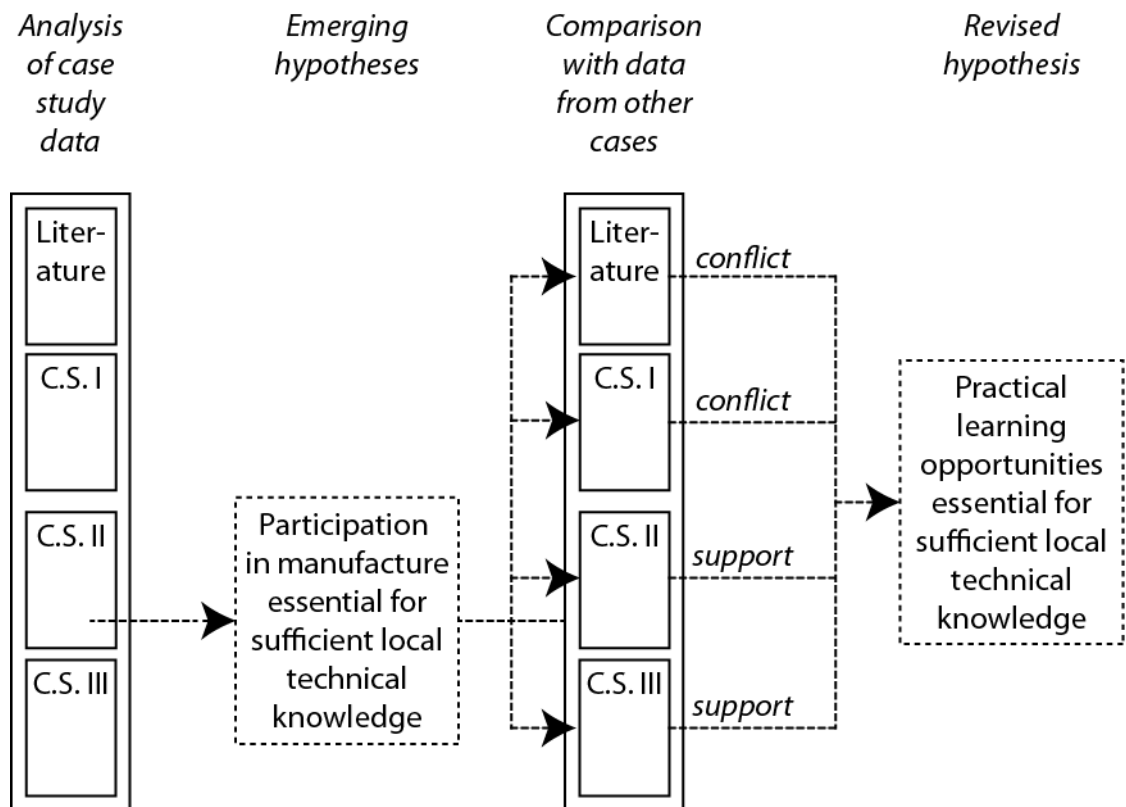 Analysis
of case
study
data
Emerging
hypotheses
Comparison
with data
from other
cases
Revised
hypothesis
Liter-
ature
C.S. I
C.S. II
C.S. III
Participation
in manufacture
essential for
sufficient local
technical
knowledge
Liter-
ature
C.S. I
C.S. II
C.S. III
conflict
conflict
support
support
Practical
learning
opportunities
essential for
sufficient local
technical
knowledge